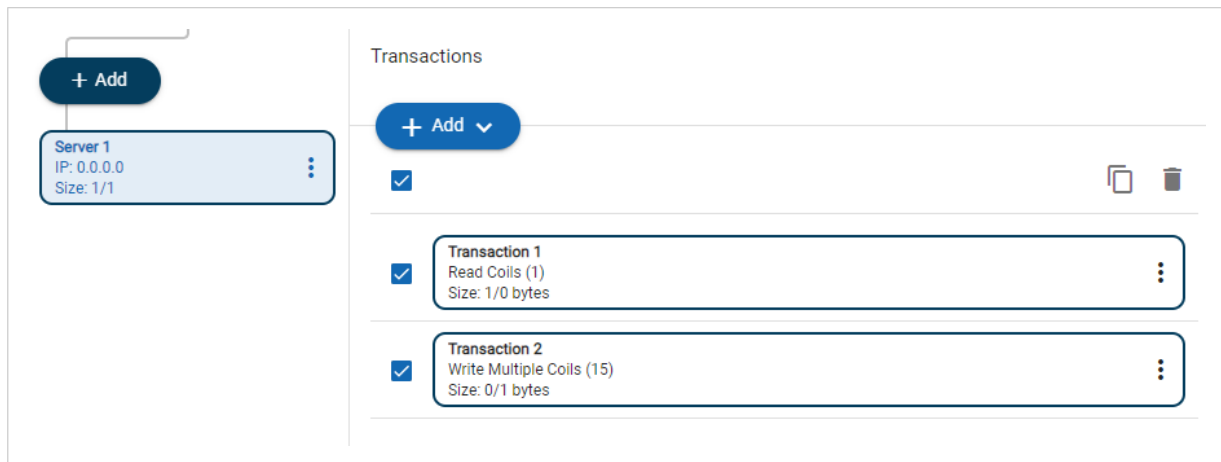 + Add
Server 1
IP: 0.0.0.0
Size: 1/1
Transactions
+ Add
Transaction 1
Read Coils (1)
Size: 1/0 bytes
Transaction 2
Write Multiple Coils (15)
Size: 0/1 bytes